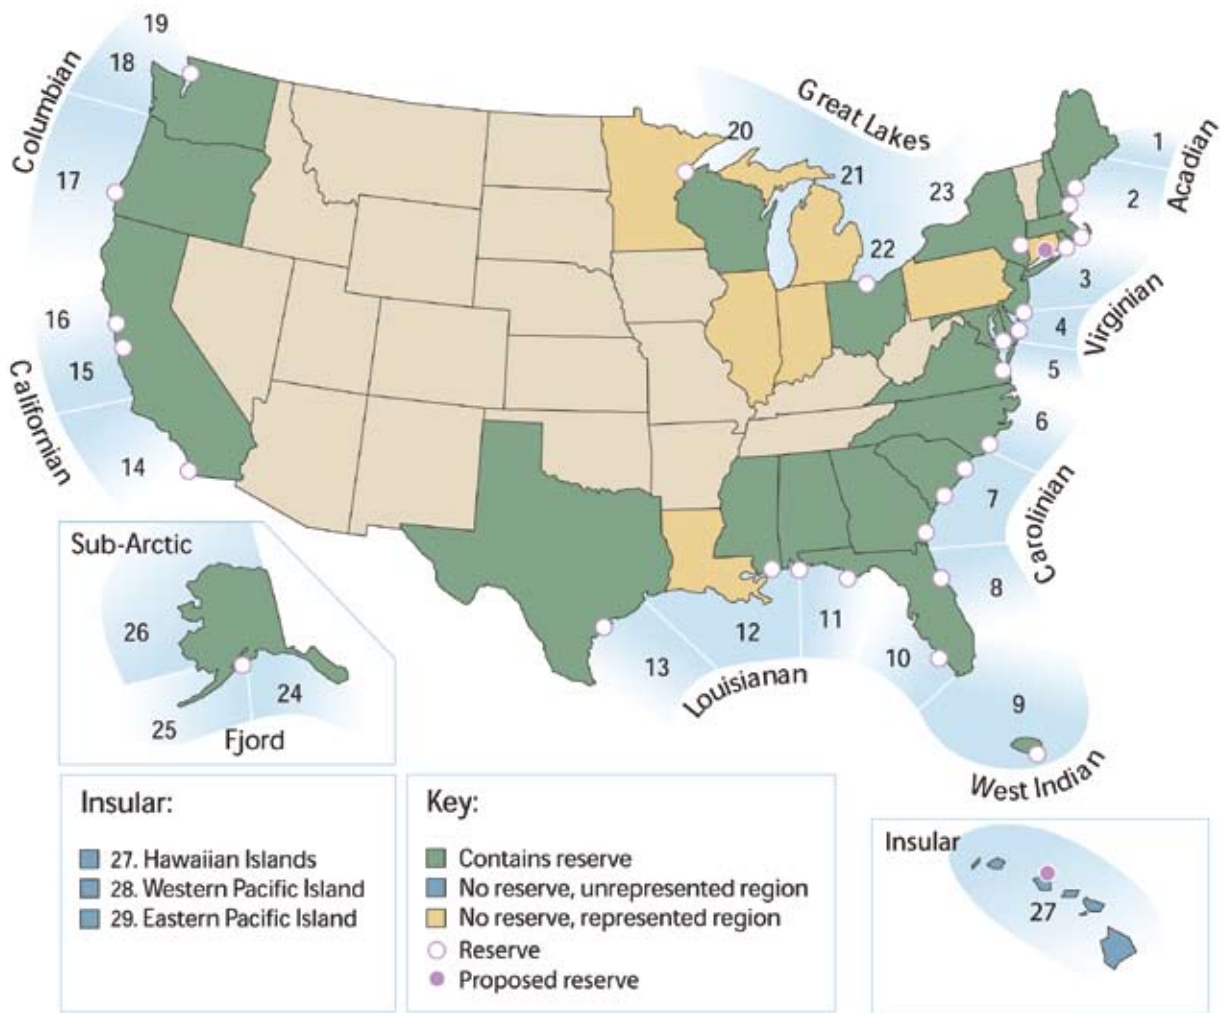 19
18
Columbian
17
16
15
Californian
14
Great Lakes
20
21
22
23
1
Acadian
2
3
Virginian
4
5
6
7
Carolinian
8
9
West Indian
10
11
12
Louisianan
13
Sub-Arctic
26
25
24
Fjord
Insular:
27. Hawaiian Islands
28. Western Pacific Island
29. Eastern Pacific Island
Key:
Contains reserve
No reserve, unrepresented region
No reserve, represented region
Reserve
Proposed reserve
Insular
27